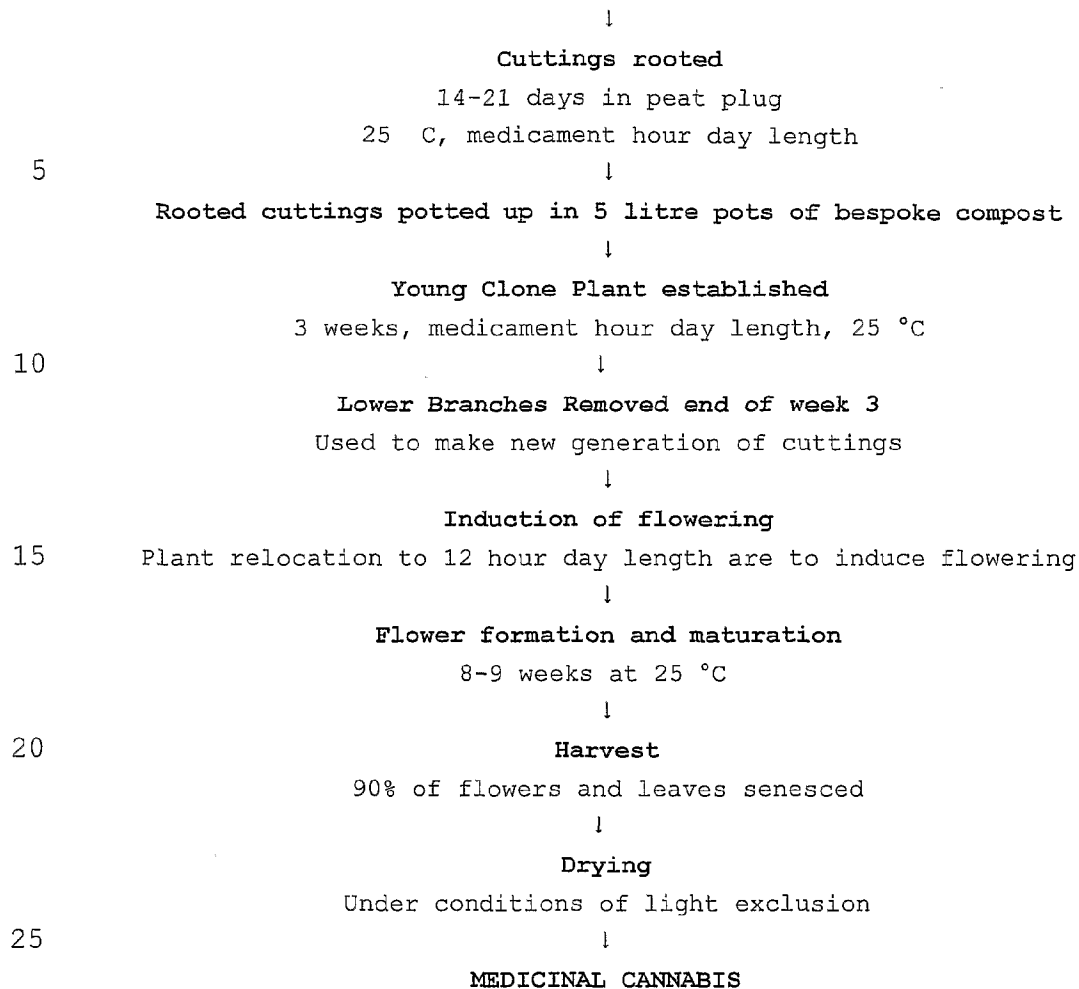 ↓
Cuttings rooted
14-21 days in peat plug
25 C, medicament hour day length
5 ↓
Rooted cuttings potted up in 5 litre pots of bespoke compost
↓
Young Clone Plant established
3 weeks, medicament hour day length, 25 °C
10 ↓
Lower Branches Removed end of week 3
Used to make new generation of cuttings
↓
Induction of flowering
15 Plant relocation to 12 hour day length are to induce flowering
↓
Flower formation and maturation
8-9 weeks at 25 °C
↓
20 Harvest
90% of flowers and leaves senesced
↓
Drying
Under conditions of light exclusion
25 ↓
MEDICINAL CANNABIS